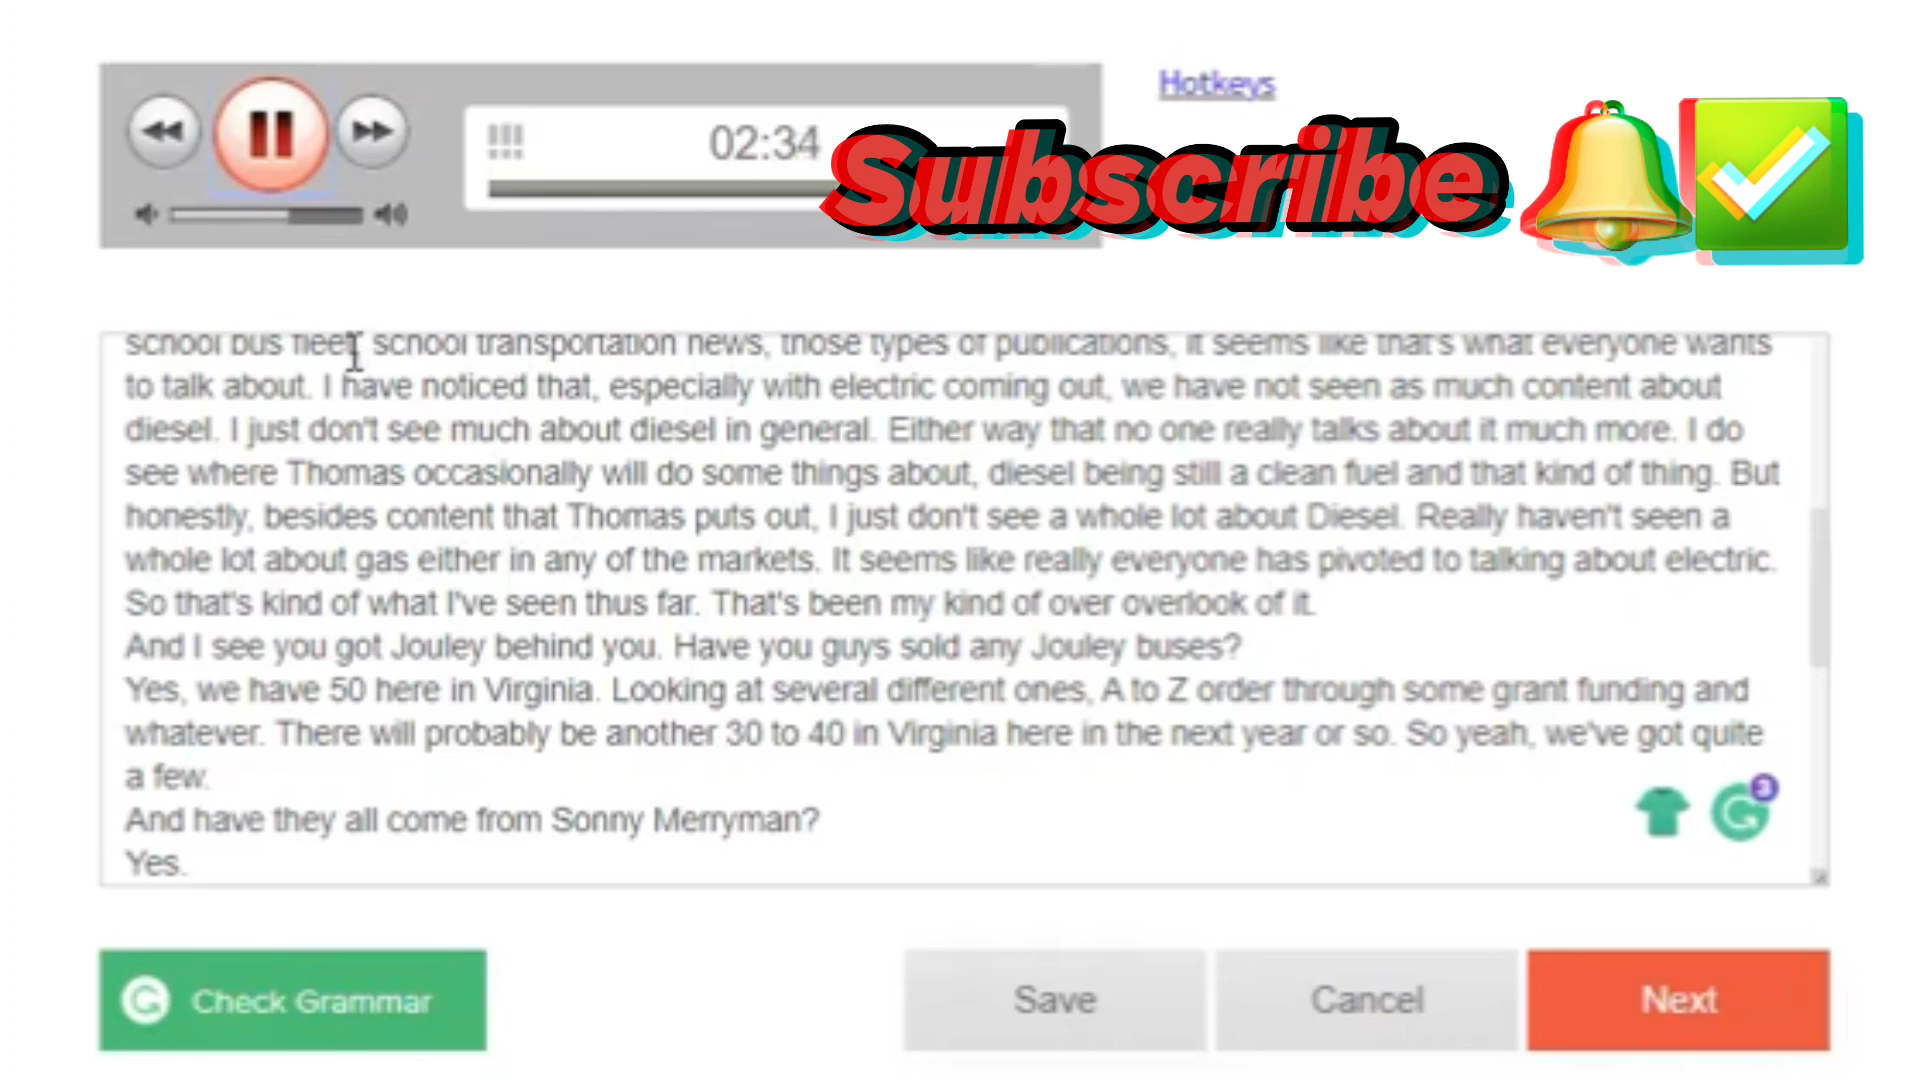 Hotkeys
02:34
Subscribe
school bus fleet school transportation news, those types of publications, it seems like that's what everyone wants
to talk about. I have noticed that, especially with electric coming out, we have not seen as much content about
diesel. I just don't see much about diesel in general. Either way that no one really talks about it much more. I do
see where Thomas occasionally will do some things about, diesel being still a clean fuel and that kind of thing. But
honestly, besides content that Thomas puts out, I just don't see a whole lot about Diesel. Really haven't seen a
whole lot about gas either in any of the markets. It seems like really everyone has pivoted to talking about electric.
So that's kind of what I've seen thus far. That's been my kind of over overlook of it.
And I see you got Jouley behind you. Have you guys sold any Jouley buses?
Yes, we have 50 here in Virginia. Looking at several different ones, A to Z order through some grant funding and
whatever. There will probably be another 30 to 40 in Virginia here in the next year or so. So yeah, we've got quite
a few.
And have they all come from Sonny Merryman?
Yes.
3
Check Grammar
Save
Cancel
Next